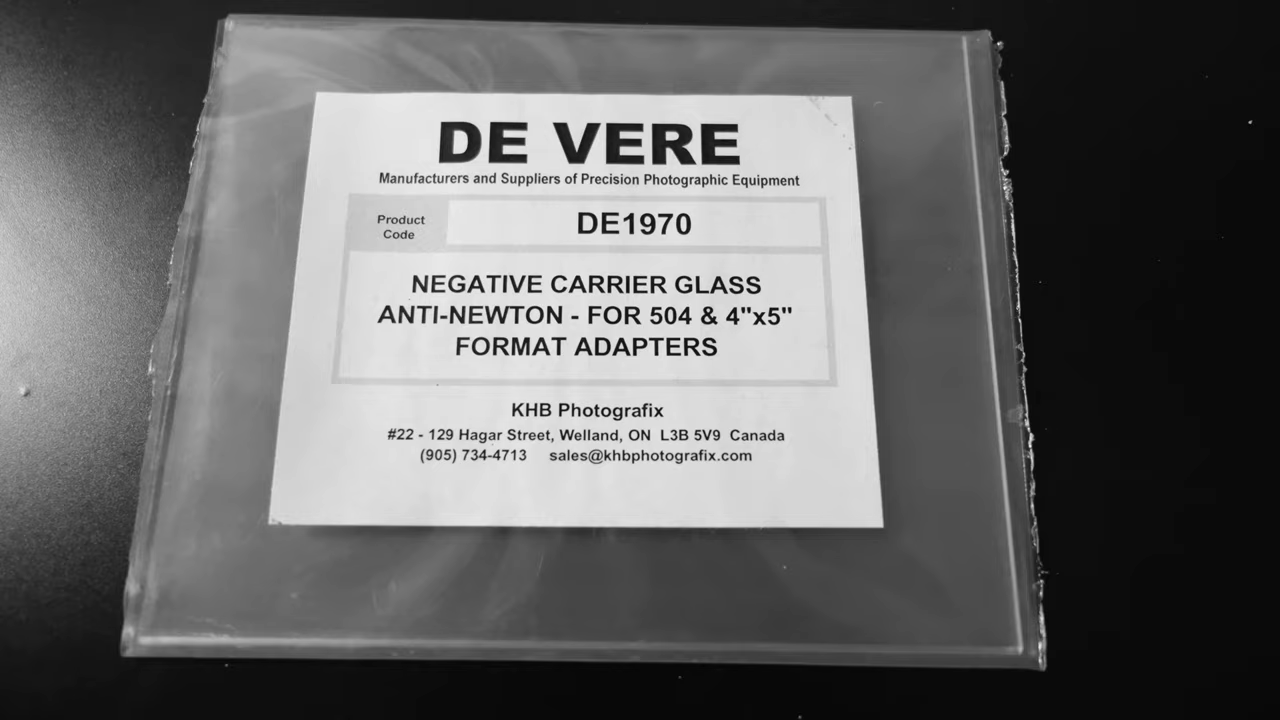 DE VERE
Manufacturers and Suppliers of Precision Photographic Equipment
Product
Code
DE1970
NEGATIVE CARRIER GLASS
ANTI-NEWTON - FOR 504 & 4"x5"
FORMAT ADAPTERS
KHB Photografix
#22 - 129 Hagar Street, Welland, ON L3B 5V9 Canada
(905) 734-4713 sales@khbphotografix.com